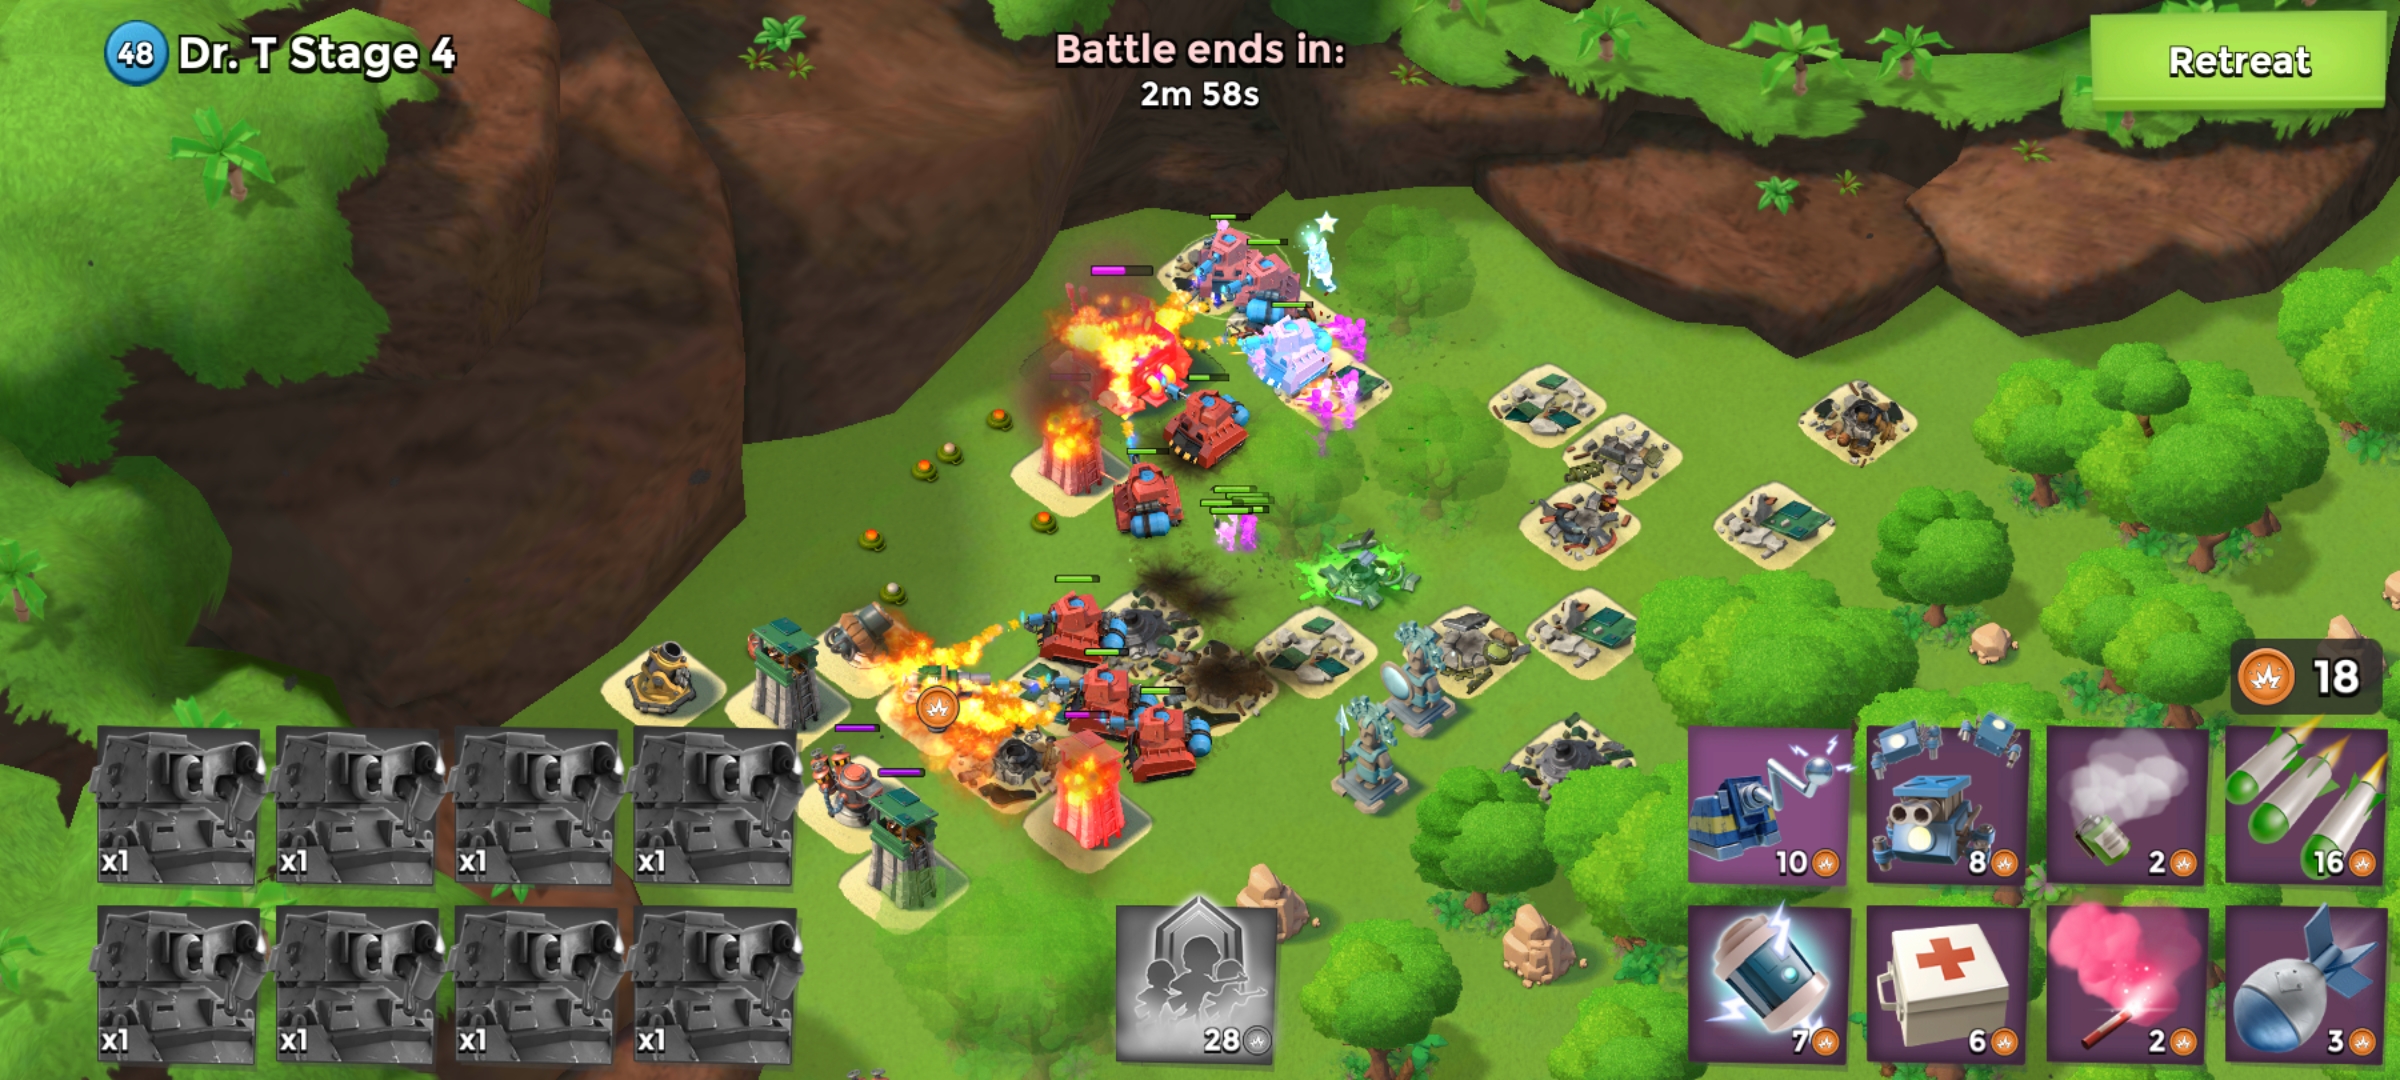 48 Dr. T Stage 4
Battle ends in:
2m 58s
Retreat
18
x1 x1 x1 x1
10 8 2 16
x1 x1 x1 x1
28
7 6 2 3